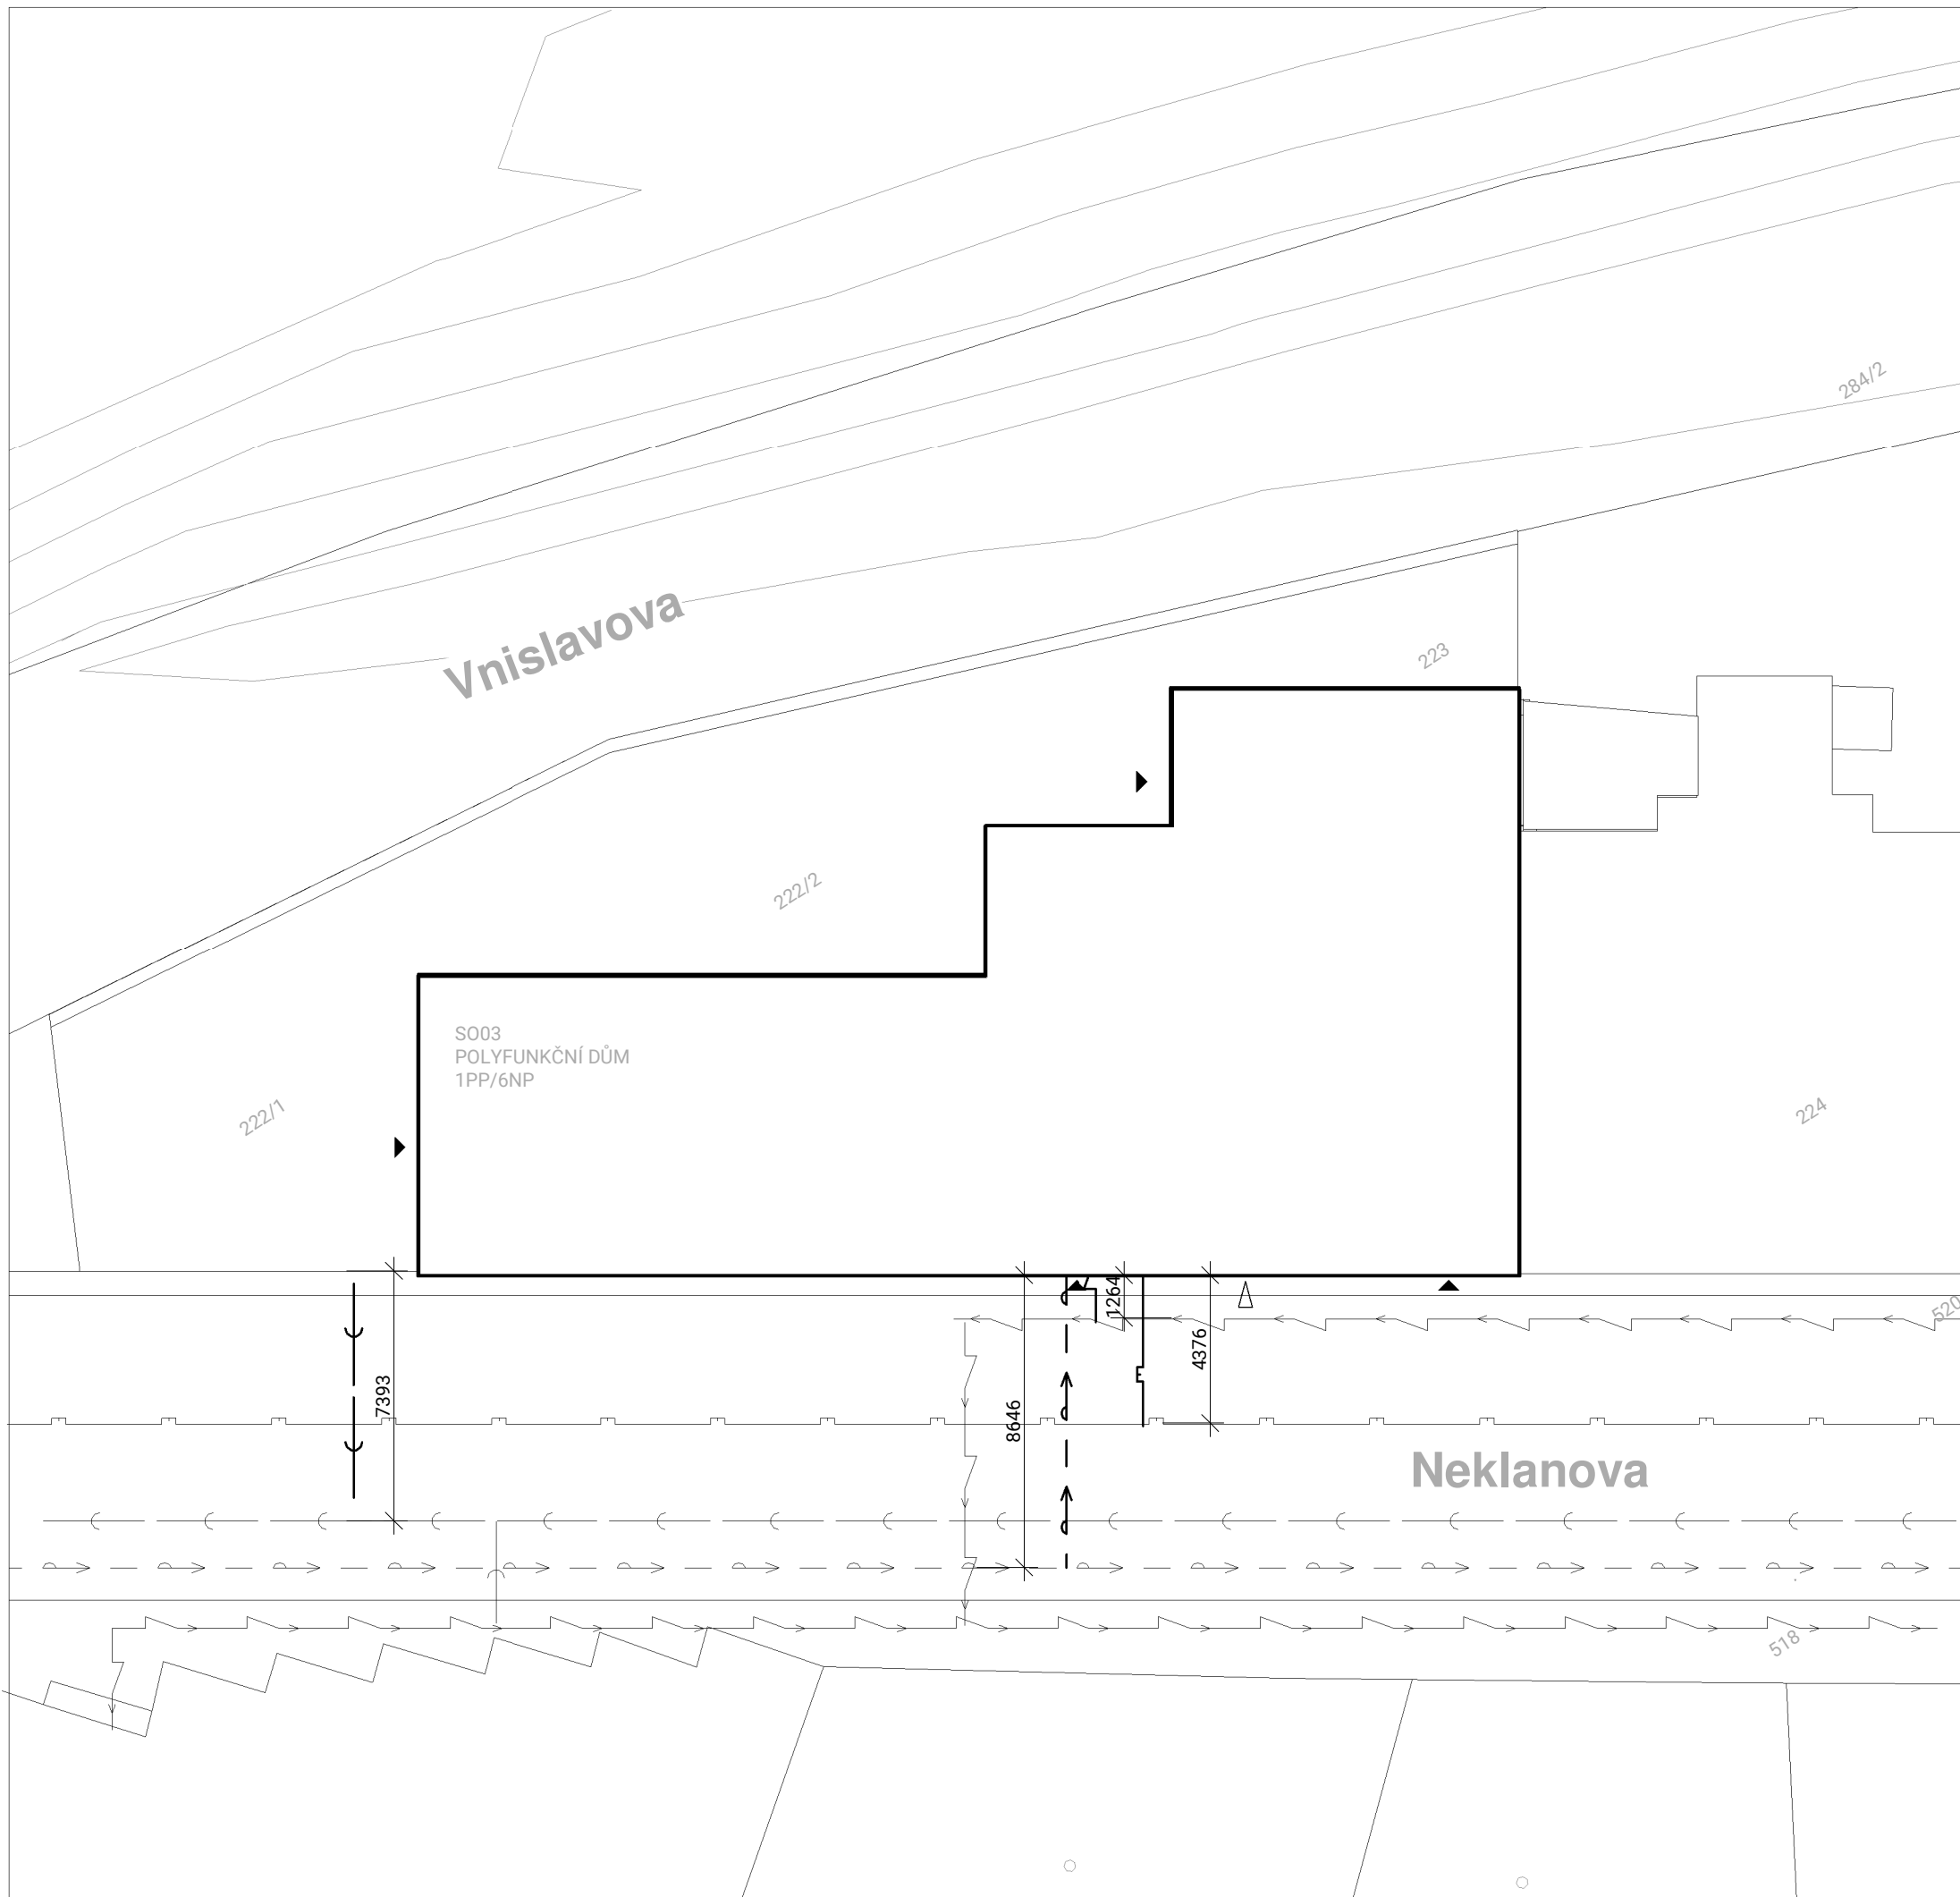 284/2
Vnislavova
223
222/2
SO03
POLYFUNKČNÍ DŮM
1PP/6NP
222/1
224
1264
520
4376
7393
8646
Neklanova
518